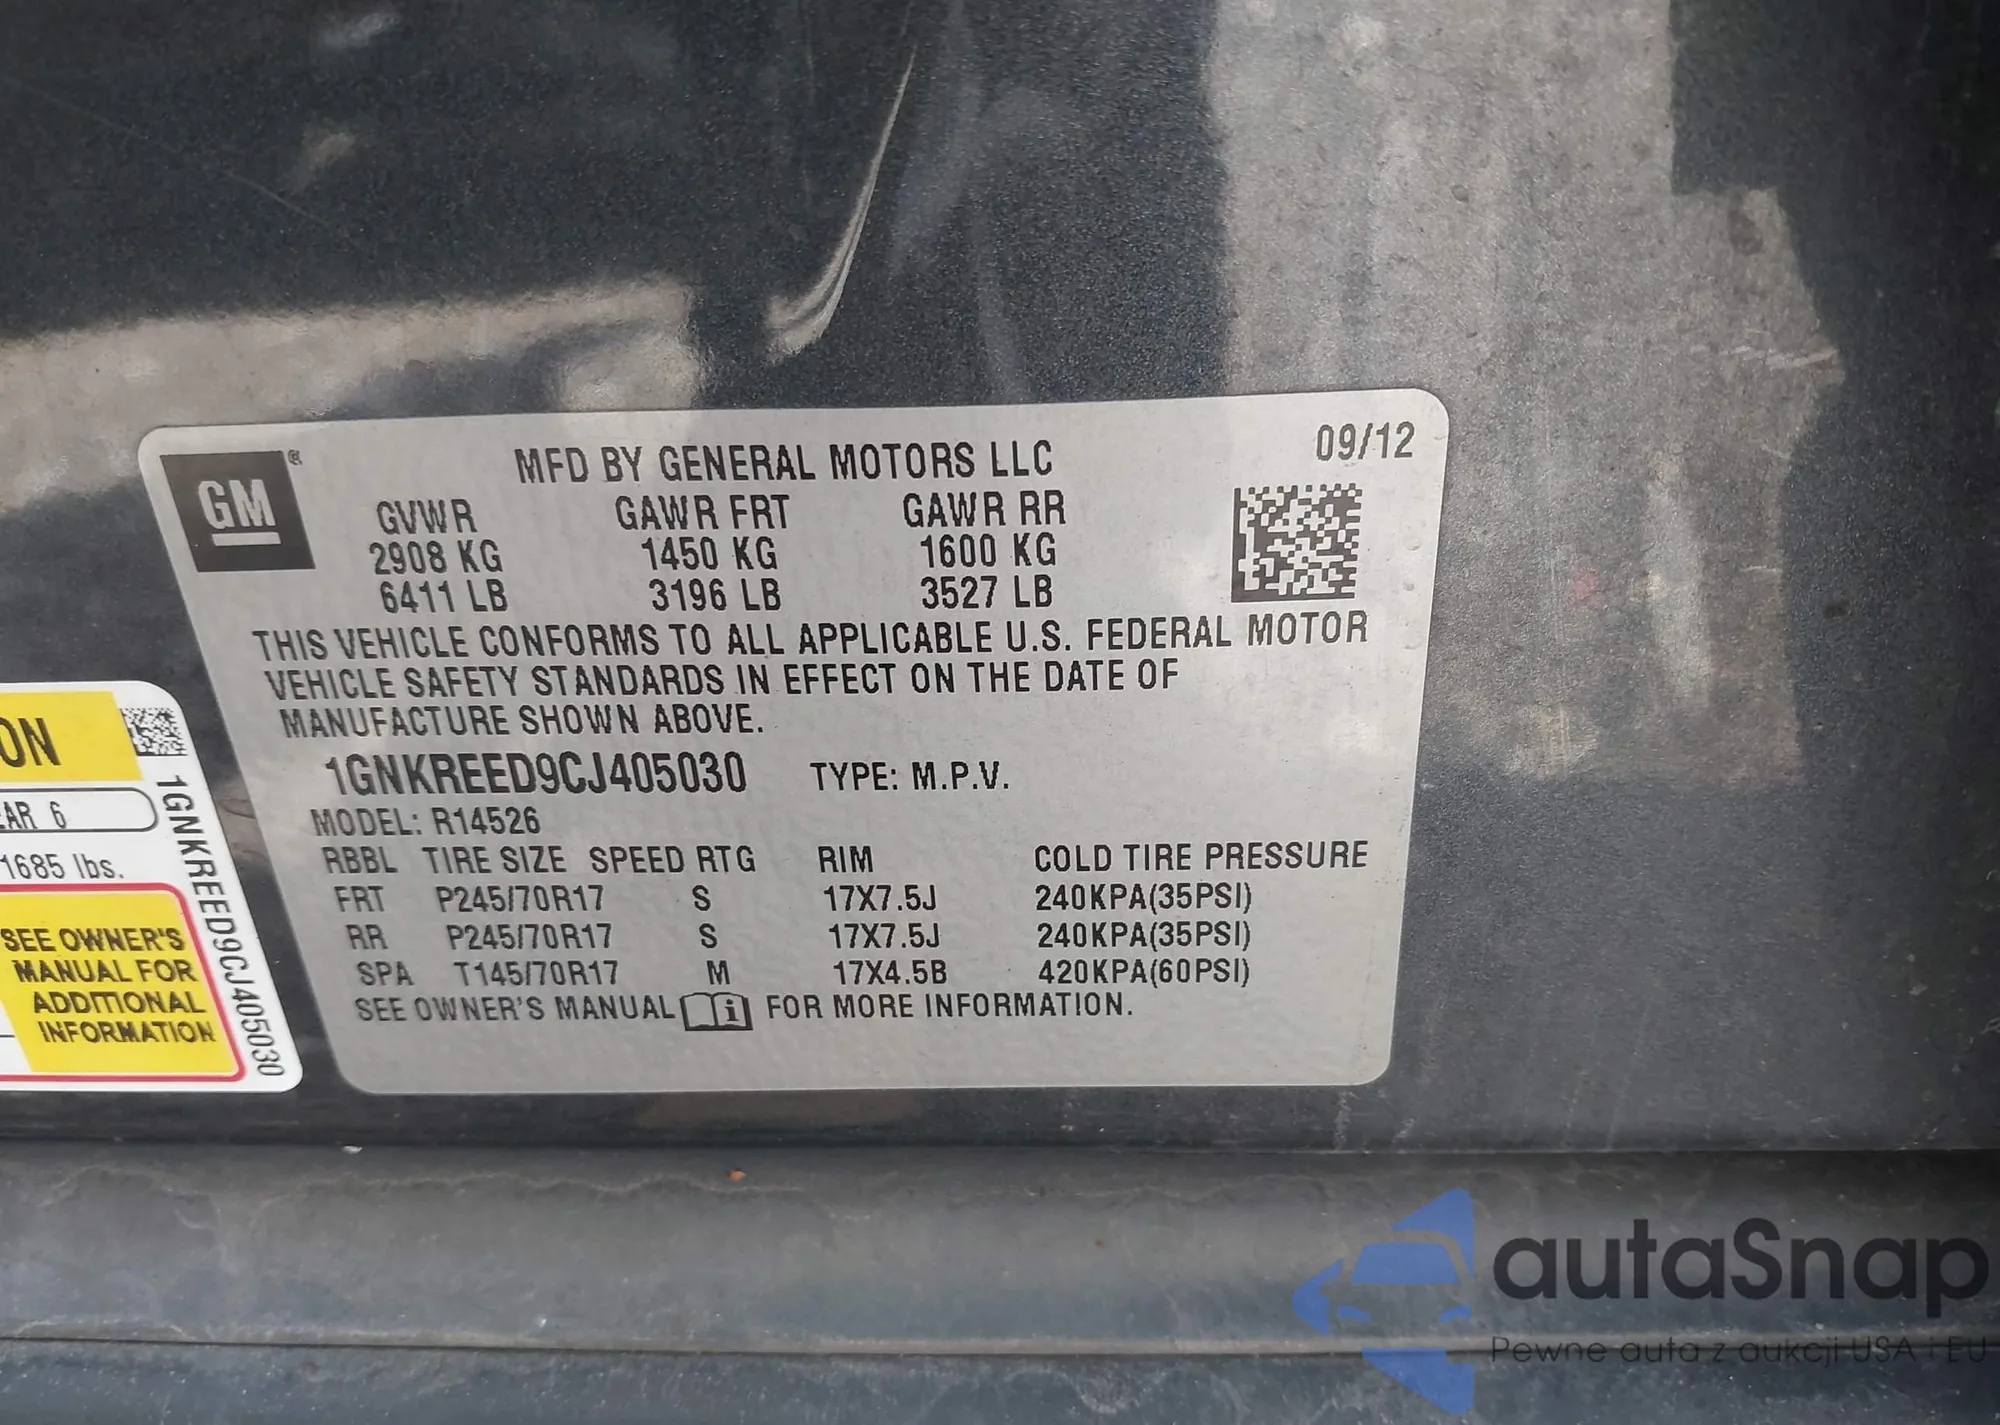 GM®
MFD BY GENERAL MOTORS LLC
09/12
GVWR GAWR FRT GAWR RR
2908 KG 1450 KG 1600 KG
6411 LB 3196 LB 3527 LB
THIS VEHICLE CONFORMS TO ALL APPLICABLE U.S. FEDERAL MOTOR
VEHICLE SAFETY STANDARDS IN EFFECT ON THE DATE OF
MANUFACTURE SHOWN ABOVE.
1GNKREED9CJ405030 TYPE: M.P.V.
MODEL: R14526
RBBL TIRE SIZE SPEED RTG RIM COLD TIRE PRESSURE
FRT P245/70R17 S 17X7.5J 240KPA(35PSI)
RR P245/70R17 S 17X7.5J 240KPA(35PSI)
SPA T145/70R17 M 17X4.5B 420KPA(60PSI)
SEE OWNER'S MANUAL i FOR MORE INFORMATION.
ON
EAR 6
1685 lbs.
SEE OWNER'S
MANUAL FOR
ADDITIONAL
INFORMATION
1GNKREED9CJ405030
autaSnap
Pewne auta z aukcji USA i EU